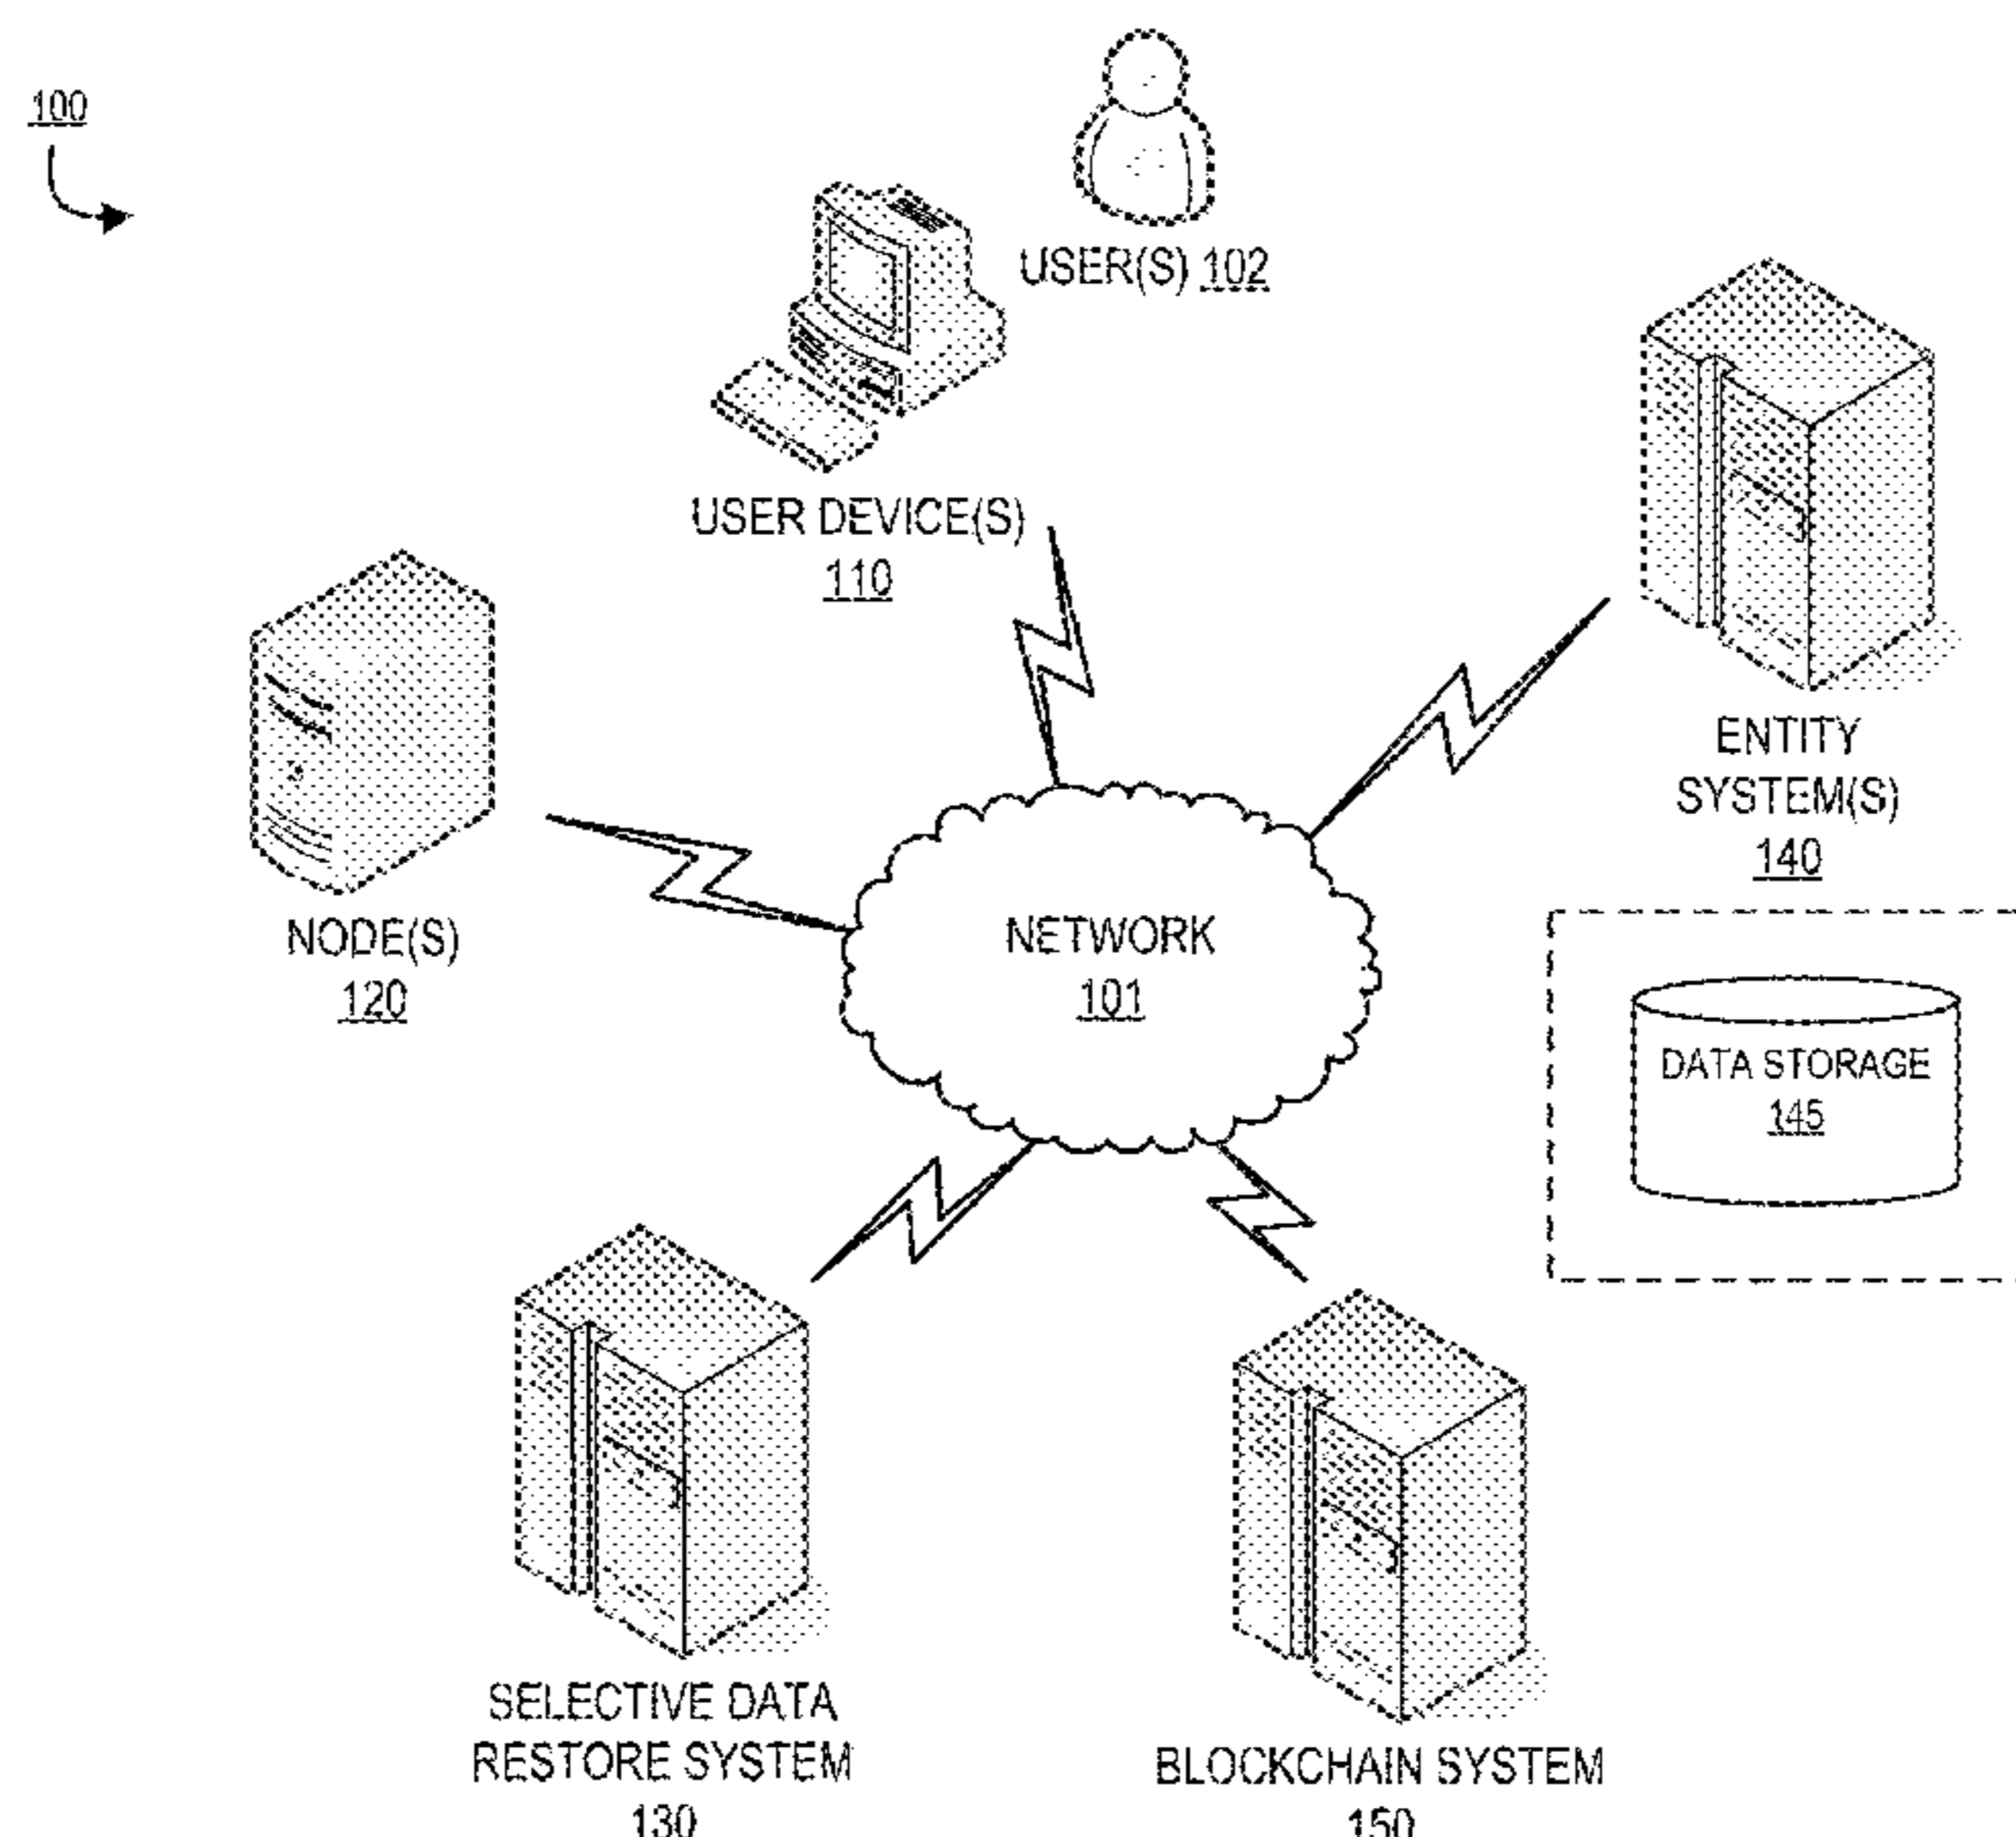 100
USER(S) 102
USER DEVICE(S)
110
ENTITY
SYSTEM(S)
140
NODE(S)
120
NETWORK
101
DATA STORAGE
145
SELECTIVE DATA
RESTORE SYSTEM
130
BLOCKCHAIN SYSTEM
150